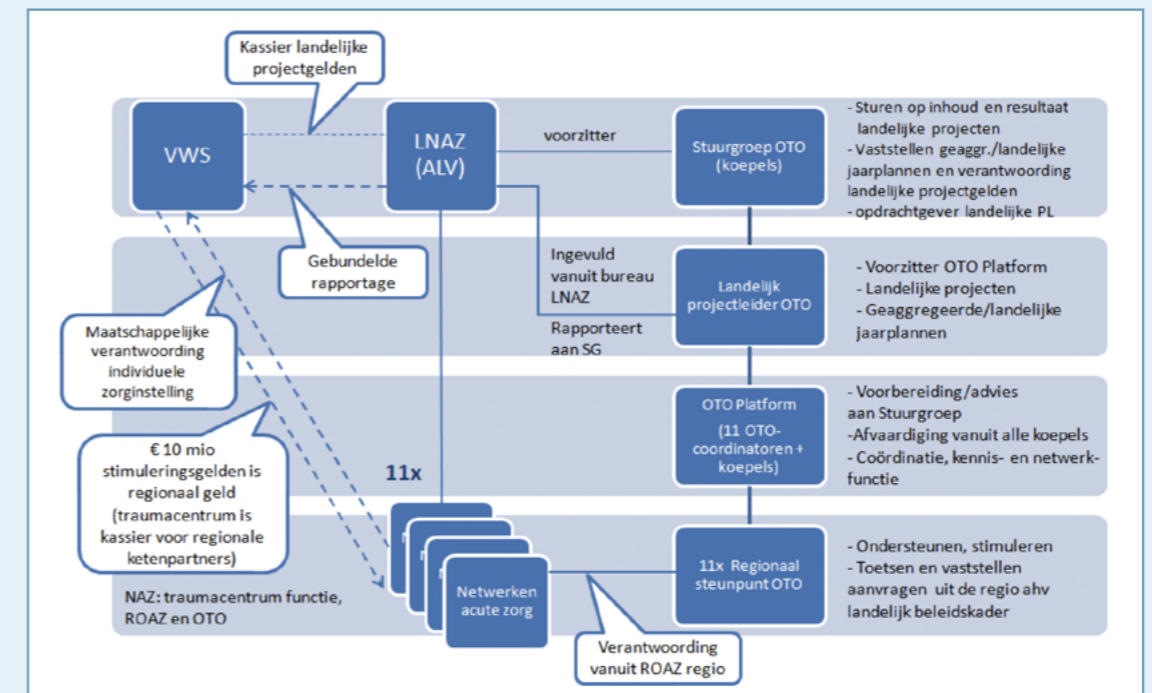 Kassier landelijke
projectgelden
VWS
LNAZ
(ALV)
voorzitter
Stuurgroep OTO
(koepels)
- Sturen op inhoud en resultaat
landelijke projecten
- Vaststellen geaggr./landelijke
jaarplannen en verantwoording
landelijke projectgelden
- opdrachtgever landelijke PL
Gebundelde
rapportage
Ingevuld
vanuit bureau
LNAZ
Rapporteert
aan SG
Landelijk
projectleider OTO
- Voorzitter OTO Platform
- Landelijke projecten
- Geaggregeerde/landelijke
jaarplannen
Maatschappelijke
verantwoording
individuele
zorginstelling
€ 10 mio
stimuleringsgelden is
regionaal geld
(traumacentrum is
kassier voor regionale
ketenpartners)
11x
OTO Platform
(11 OTO-
coordinatoren +
koepels)
- Voorbereiding/advies
aan Stuurgroep
-Afvaardiging vanuit alle koepels
- Coördinatie, kennis- en netwerk-
functie
NAZ: traumacentrum functie,
ROAZ en OTO
Netwerken
acute zorg
11x Regionaal
steunpunt OTO
- Ondersteunen, stimuleren
- Toetsen en vaststellen
aanvragen uit de regio ahv
landelijk beleidskader
Verantwoording
vanuit ROAZ regio